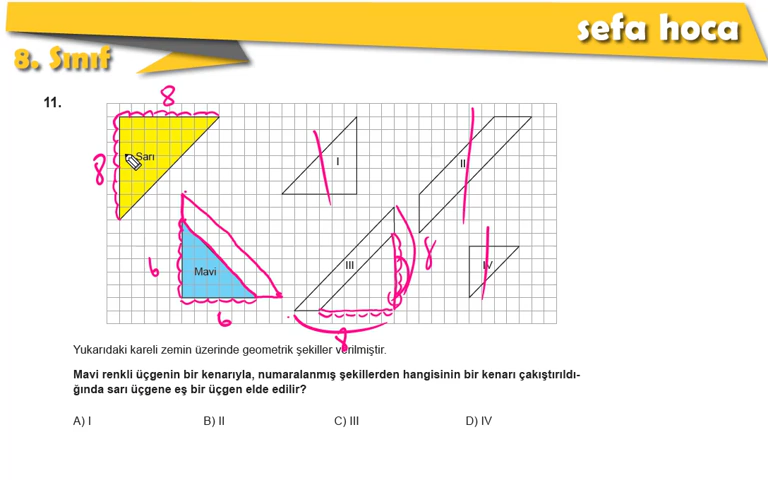 sefa hoca
8. Sınıf
11.
8
8
Sarı
I
II
6
Mavi
6
III
8
8
IV
Yukarıdaki kareli zemin üzerinde geometrik şekiller verilmiştir.
Mavi renkli üçgenin bir kenarıyla, numaralanmış şekillerden hangisinin bir kenarı çakıştırıldı-
ğında sarı üçgene eş bir üçgen elde edilir?
A) I B) II C) III D) IV